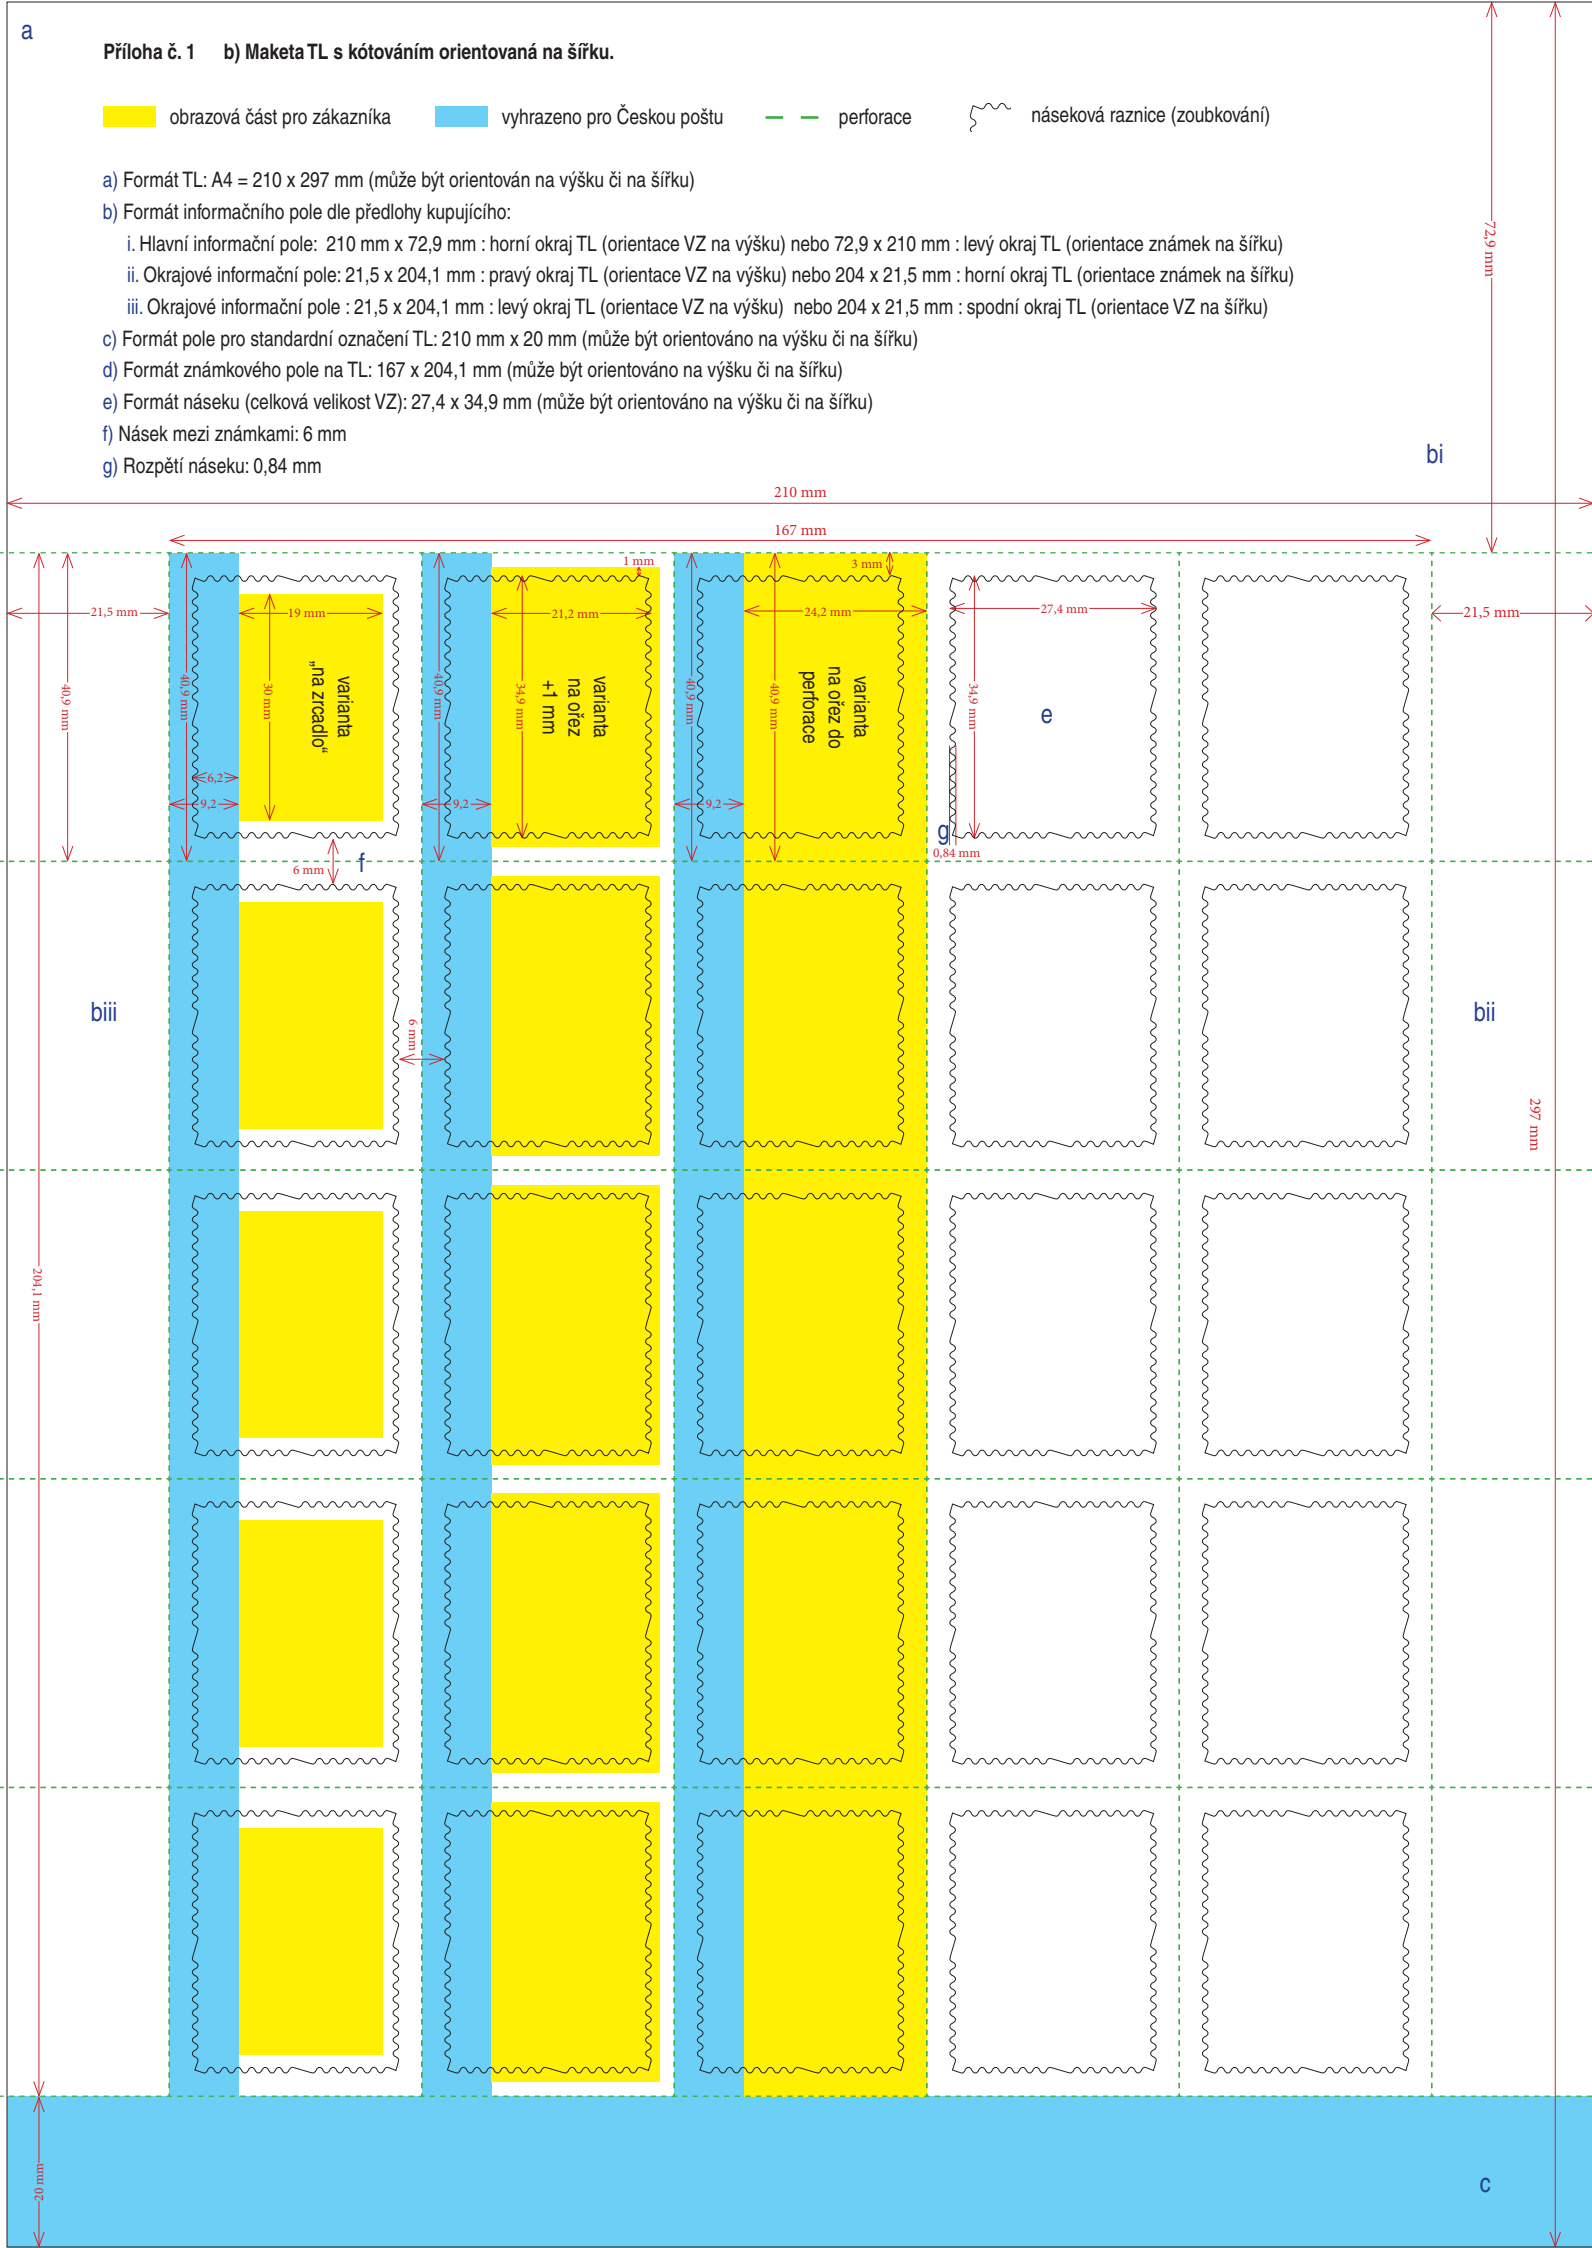 a
Příloha č. 1 b) Maketa TL s kótováním orientovaná na šířku.
obrazová část pro zákazníka
vyhrazeno pro Českou poštu
perforace
náseková raznice (zoubkování)
a) Formát TL: A4 = 210 x 297 mm (může být orientován na výšku či na šířku)
b) Formát informačního pole dle předlohy kupujícího:
i. Hlavní informační pole: 210 mm x 72,9 mm : horní okraj TL (orientace VZ na výšku) nebo 72,9 x 210 mm : levý okraj TL (orientace známek na šířku)
ii. Okrajové informační pole: 21,5 x 204,1 mm : pravý okraj TL (orientace VZ na výšku) nebo 204 x 21,5 mm : horní okraj TL (orientace známek na šířku)
iii. Okrajové informační pole : 21,5 x 204,1 mm : levý okraj TL (orientace VZ na výšku) nebo 204 x 21,5 mm : spodní okraj TL (orientace VZ na šířku)
c) Formát pole pro standardní označení TL: 210 mm x 20 mm (může být orientováno na výšku či na šířku)
d) Formát známkového pole na TL: 167 x 204,1 mm (může být orientováno na výšku či na šířku)
e) Formát náseku (celková velikost VZ): 27,4 x 34,9 mm (může být orientováno na výšku či na šířku)
f) Násek mezi známkami: 6 mm
g) Rozpětí náseku: 0,84 mm
72,9 mm
bi
210 mm
167 mm
1 mm
3 mm
21,5 mm
19 mm
21,2 mm
24,2 mm
27,4 mm
21,5 mm
40,9 mm
40,9 mm
30 mm
varianta
„na zrcadlo“
40,9 mm
34,9 mm
varianta
na ořez
+1 mm
40,9 mm
40,9 mm
varianta
na ořez do
perforace
34,9 mm
e
6,2
9,2
9,2
9,2
g
0,84 mm
6 mm
f
biii
6 mm
bii
297 mm
204,1 mm
20 mm
c